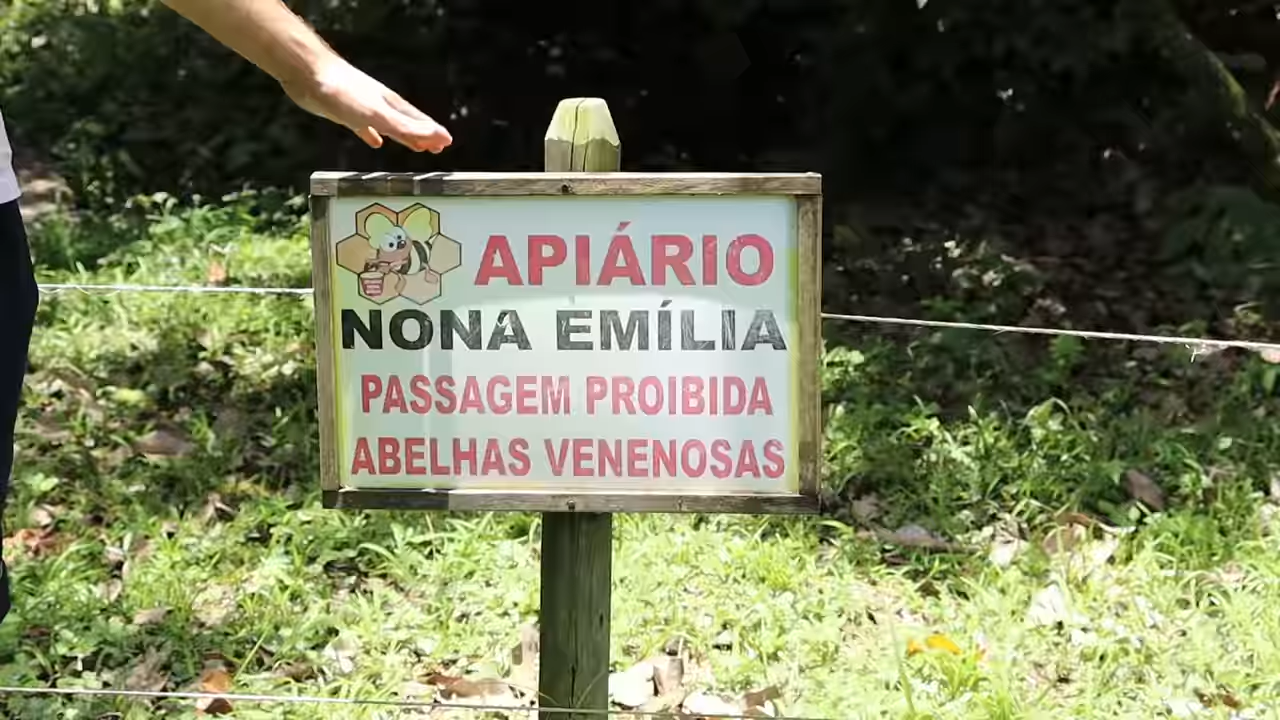 APIÁRIO
NONA EMÍLIA
PASSAGEM PROIBIDA
ABELHAS VENENOSAS